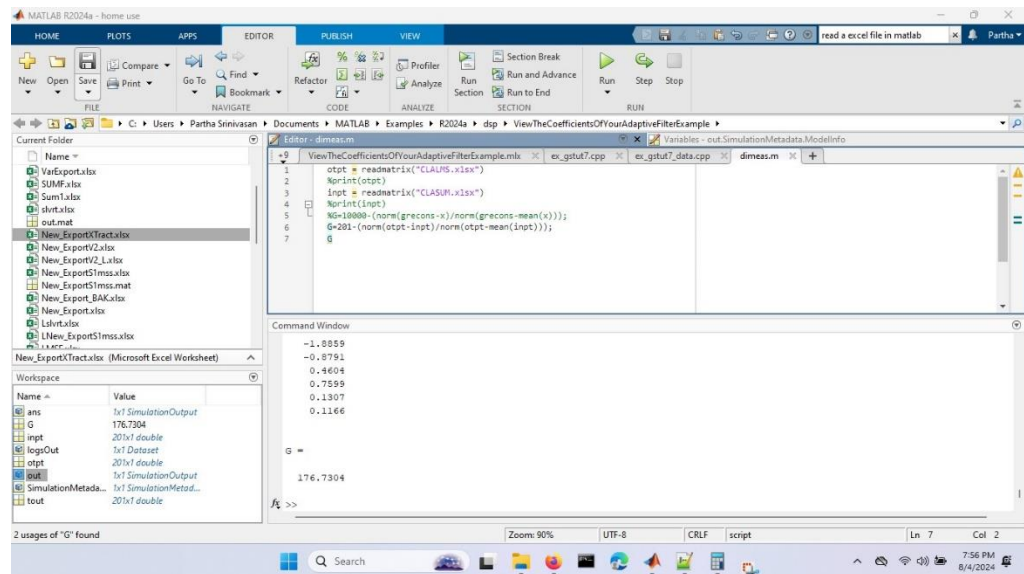 MATLAB R2024a - home use
HOME PLOTS APPS EDITOR PUBLISH VIEW read a excel file in matlab Partha
New Open Save Compare Print Go To Find Bookmark Refactor Profiler Analyze Run Section Section Break Run and Advance Run to End Run Step Stop
FILE NAVIGATE CODE ANALYZE SECTION RUN
C: Users Partha Srinivasan Documents MATLAB Examples R2024a dsp ViewTheCoefficientsOfYourAdaptiveFilterExample
Current Folder
Name
VarExport.xlsx
SUMF.xlsx
Sum1.xlsx
slvrt.xlsx
out.mat
New_ExportXTract.xlsx
New_ExportV2.xlsx
New_ExportV2_L.xlsx
New_ExportS1mss.xlsx
New_ExportS1mss.mat
New_Export_BAK.xlsx
New_Export.xlsx
Lslvrt.xlsx
LNew_ExportS1mss.xlsx
New_ExportXTract.xlsx (Microsoft Excel Worksheet)
Workspace
Name Value
ans 1x1 SimulationOutput
G 176.7304
inpt 201x1 double
logsOut 1x1 Dataset
otpt 201x1 double
out 1x1 SimulationOutput
SimulationMetada... 1x1 SimulationMetad...
tout 201x1 double
Editor - dimeas.m Variables - out.SimulationMetadata.ModelInfo
+9 ViewTheCoefficientsOfYourAdaptiveFilterExample.mlx ex_gstut7.cpp ex_gstut7_data.cpp dimeas.m +
1 otpt = readmatrix("CLALMS.xlsx")
2 %print(otpt)
3 inpt = readmatrix("CLASUM.xlsx")
4 %print(inpt)
5 %G=10000-(norm(grecons-x)/norm(grecons-mean(x)));
6 G=201-(norm(otpt-inpt)/norm(otpt-mean(inpt)));
7 G
Command Window
-1.8859
-0.8791
0.4604
0.7599
0.1307
0.1166
G =
176.7304
fx >>
2 usages of "G" found Zoom: 90% UTF-8 CRLF script Ln 7 Col 2
Search 7:56 PM
8/4/2024